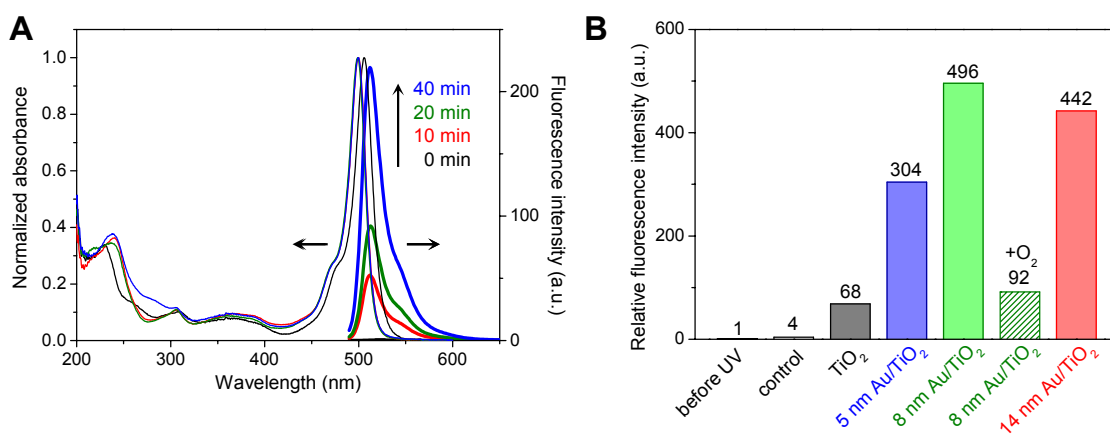 A
Normalized absorbance
1.0
0.8
0.6
0.4
0.2
0.0
200
300
400
500
600
Wavelength (nm)
40 min
20 min
10 min
0 min
200
100
0
Fluorescence intensity (a.u.)
B
Relative fluorescence intensity (a.u.)
600
400
200
0
1
4
68
304
496
+O₂
92
442
before UV
control
TiO₂
5 nm Au/TiO₂
8 nm Au/TiO₂
8 nm Au/TiO₂
14 nm Au/TiO₂